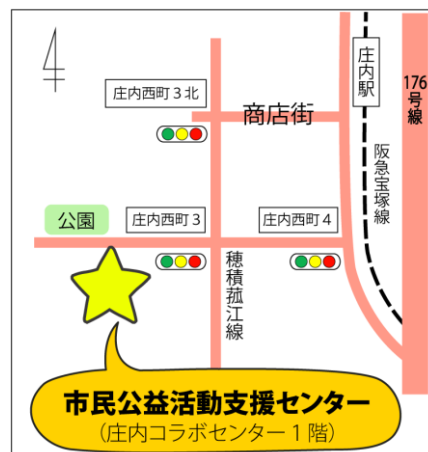 庄内駅
176号線
庄内西町3北
商店街
阪急宝塚線
公園
庄内西町3
庄内西町4
穂積菰江線
市民公益活動支援センター
(庄内コラボセンター1階)